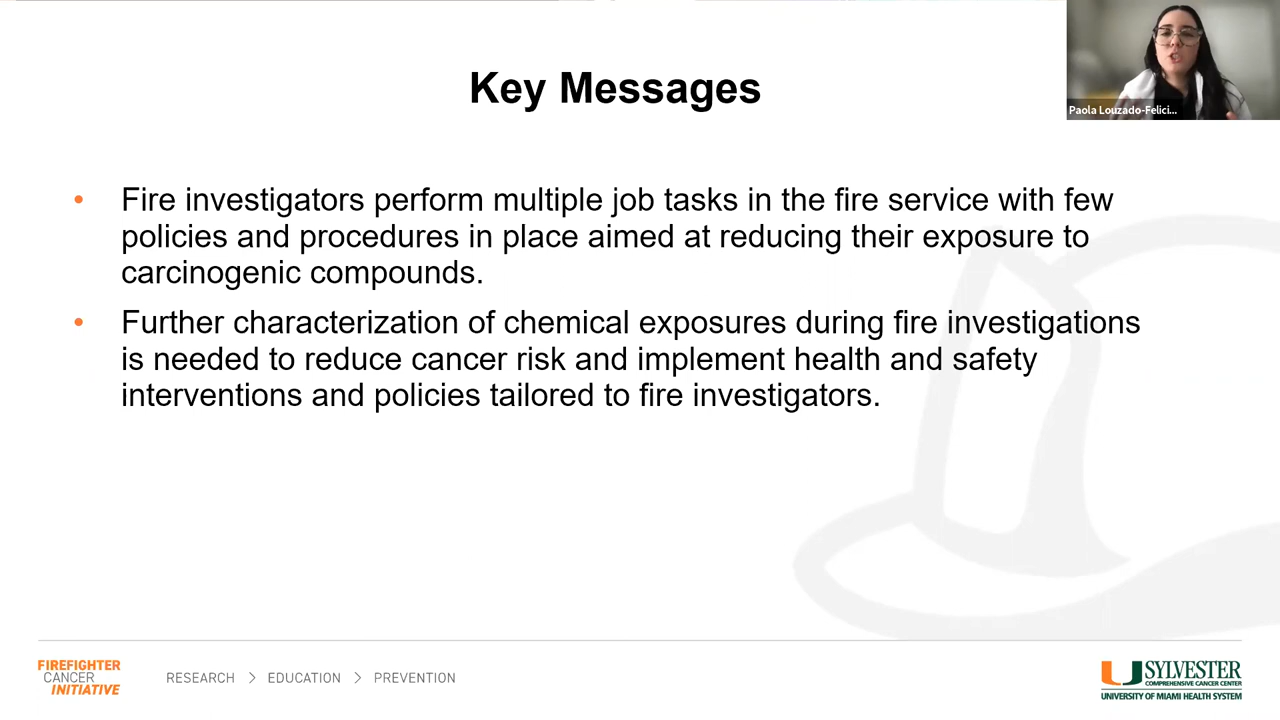 Key Messages
Paola Louzado-Felici...
• Fire investigators perform multiple job tasks in the fire service with few
policies and procedures in place aimed at reducing their exposure to
carcinogenic compounds.
• Further characterization of chemical exposures during fire investigations
is needed to reduce cancer risk and implement health and safety
interventions and policies tailored to fire investigators.
FIREFIGHTER
CANCER
INITIATIVE
RESEARCH > EDUCATION > PREVENTION
SYLVESTER
COMPREHENSIVE CANCER CENTER
UNIVERSITY OF MIAMI HEALTH SYSTEM